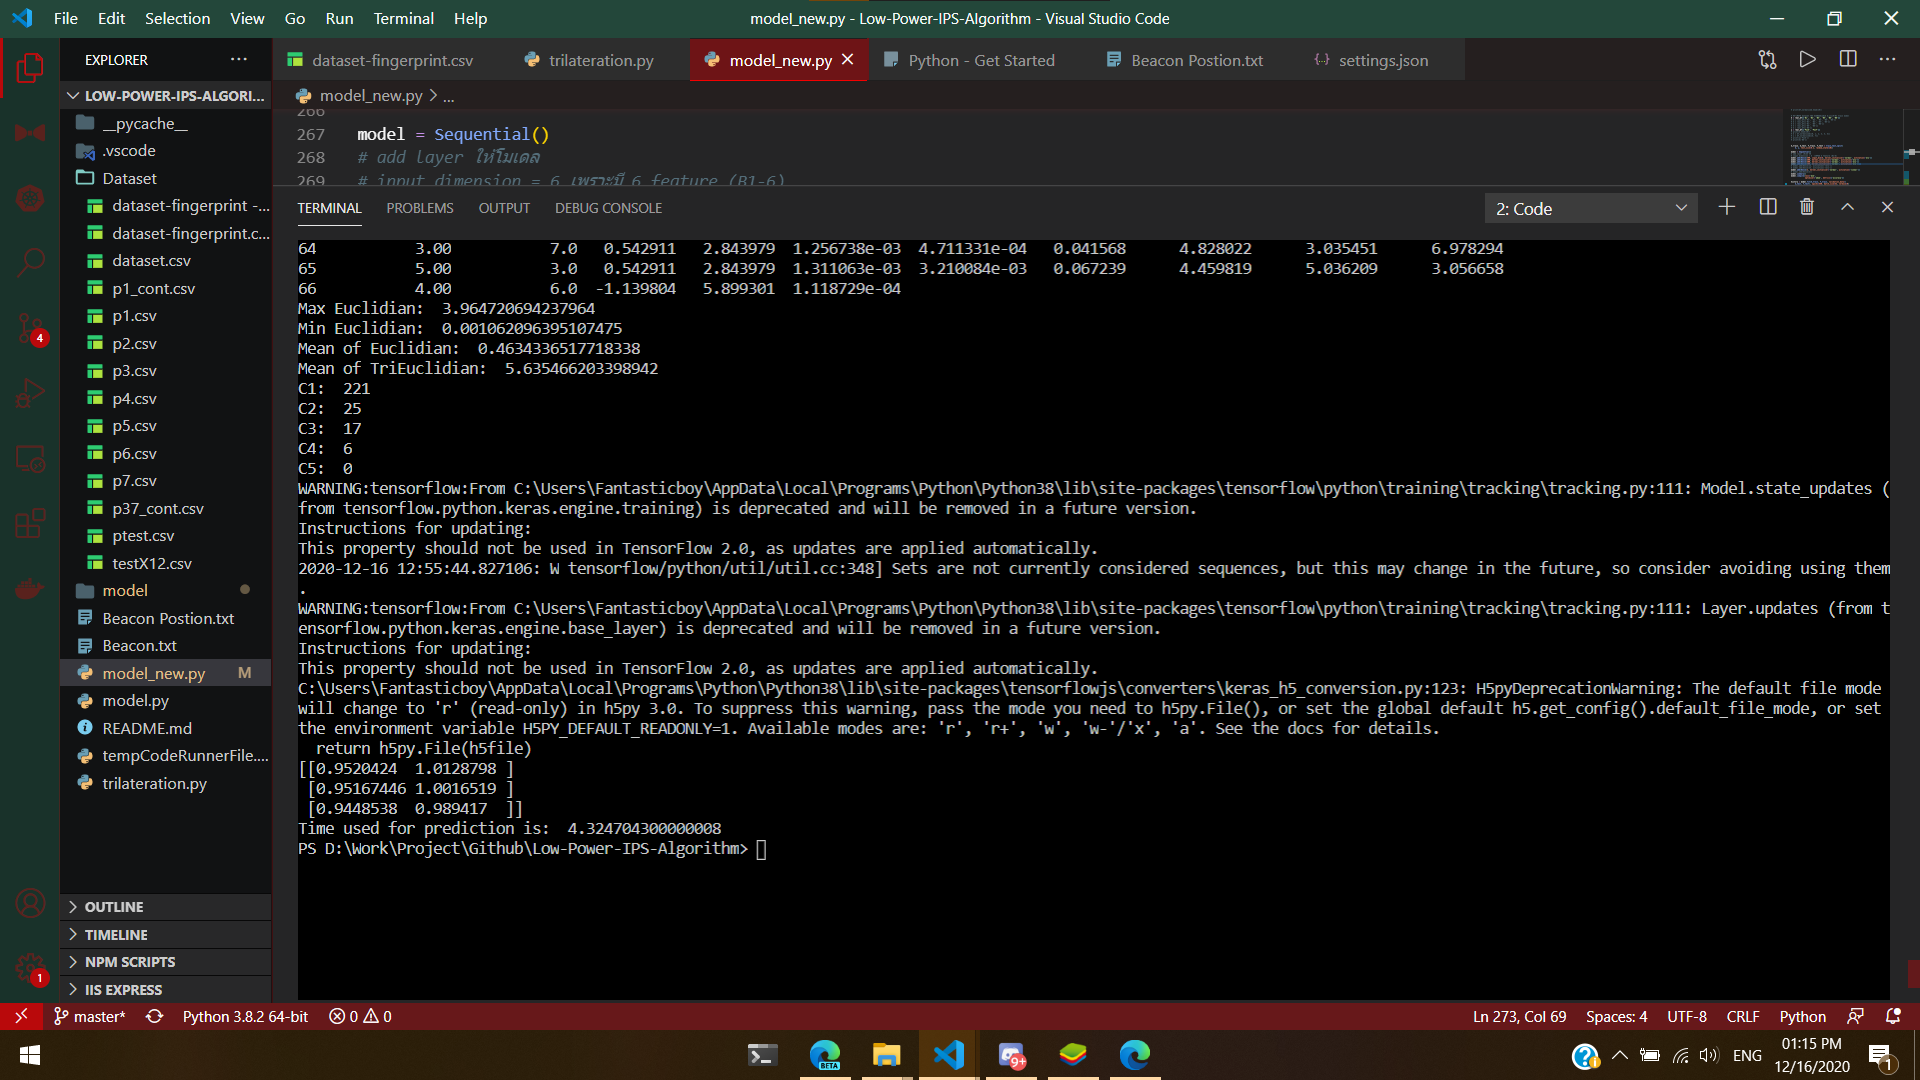 File Edit Selection View Go Run Terminal Help
model_new.py - Low-Power-IPS-Algorithm - Visual Studio Code
EXPLORER
dataset-fingerprint.csv
trilateration.py
model_new.py
Python - Get Started
Beacon Postion.txt
settings.json
LOW-POWER-IPS-ALGORI...
__pycache__
.vscode
Dataset
dataset-fingerprint -...
dataset-fingerprint.c...
dataset.csv
p1_cont.csv
p1.csv
p2.csv
p3.csv
p4.csv
p5.csv
p6.csv
p7.csv
p37_cont.csv
ptest.csv
testX12.csv
model
Beacon Postion.txt
Beacon.txt
model_new.py M
model.py
README.md
tempCodeRunnerFile....
trilateration.py
OUTLINE
TIMELINE
NPM SCRIPTS
IIS EXPRESS
4
1
model_new.py > ...
266
267 model = Sequential()
268 # add layer ให้โมเดล
269 # input dimension = 6 เพราะมี 6 feature (B1-6)
TERMINAL PROBLEMS OUTPUT DEBUG CONSOLE
2: Code
64 3.00 7.0 0.542911 2.843979 1.256738e-03 4.711331e-04 0.041568 4.828022 3.035451 6.978294
65 5.00 3.0 0.542911 2.843979 1.311063e-03 3.210084e-03 0.067239 4.459819 5.036209 3.056658
66 4.00 6.0 -1.139804 5.899301 1.118729e-04
Max Euclidian: 3.964720694237964
Min Euclidian: 0.001062096395107475
Mean of Euclidian: 0.4634336517718338
Mean of TriEuclidian: 5.635466203398942
C1: 221
C2: 25
C3: 17
C4: 6
C5: 0
WARNING:tensorflow:From C:\Users\Fantasticboy\AppData\Local\Programs\Python\Python38\lib\site-packages\tensorflow\python\training\tracking\tracking.py:111: Model.state_updates (
from tensorflow.python.keras.engine.training) is deprecated and will be removed in a future version.
Instructions for updating:
This property should not be used in TensorFlow 2.0, as updates are applied automatically.
2020-12-16 12:55:44.827106: W tensorflow/python/util/util.cc:348] Sets are not currently considered sequences, but this may change in the future, so consider avoiding using them
.
WARNING:tensorflow:From C:\Users\Fantasticboy\AppData\Local\Programs\Python\Python38\lib\site-packages\tensorflow\python\training\tracking\tracking.py:111: Layer.updates (from t
ensorflow.python.keras.engine.base_layer) is deprecated and will be removed in a future version.
Instructions for updating:
This property should not be used in TensorFlow 2.0, as updates are applied automatically.
C:\Users\Fantasticboy\AppData\Local\Programs\Python\Python38\lib\site-packages\tensorflowjs\converters\keras_h5_conversion.py:123: H5pyDeprecationWarning: The default file mode
will change to 'r' (read-only) in h5py 3.0. To suppress this warning, pass the mode you need to h5py.File(), or set the global default h5.get_config().default_file_mode, or set
the environment variable H5PY_DEFAULT_READONLY=1. Available modes are: 'r', 'r+', 'w', 'w-'/'x', 'a'. See the docs for details.
return h5py.File(h5file)
[[0.9520424 1.0128798 ]
[0.95167446 1.0016519 ]
[0.9448538 0.989417 ]]
Time used for prediction is: 4.324704300000008
PS D:\Work\Project\Github\Low-Power-IPS-Algorithm>
master* Python 3.8.2 64-bit 0 0
Ln 273, Col 69 Spaces: 4 UTF-8 CRLF Python
BETA
9+
ENG
01:15 PM
12/16/2020
1